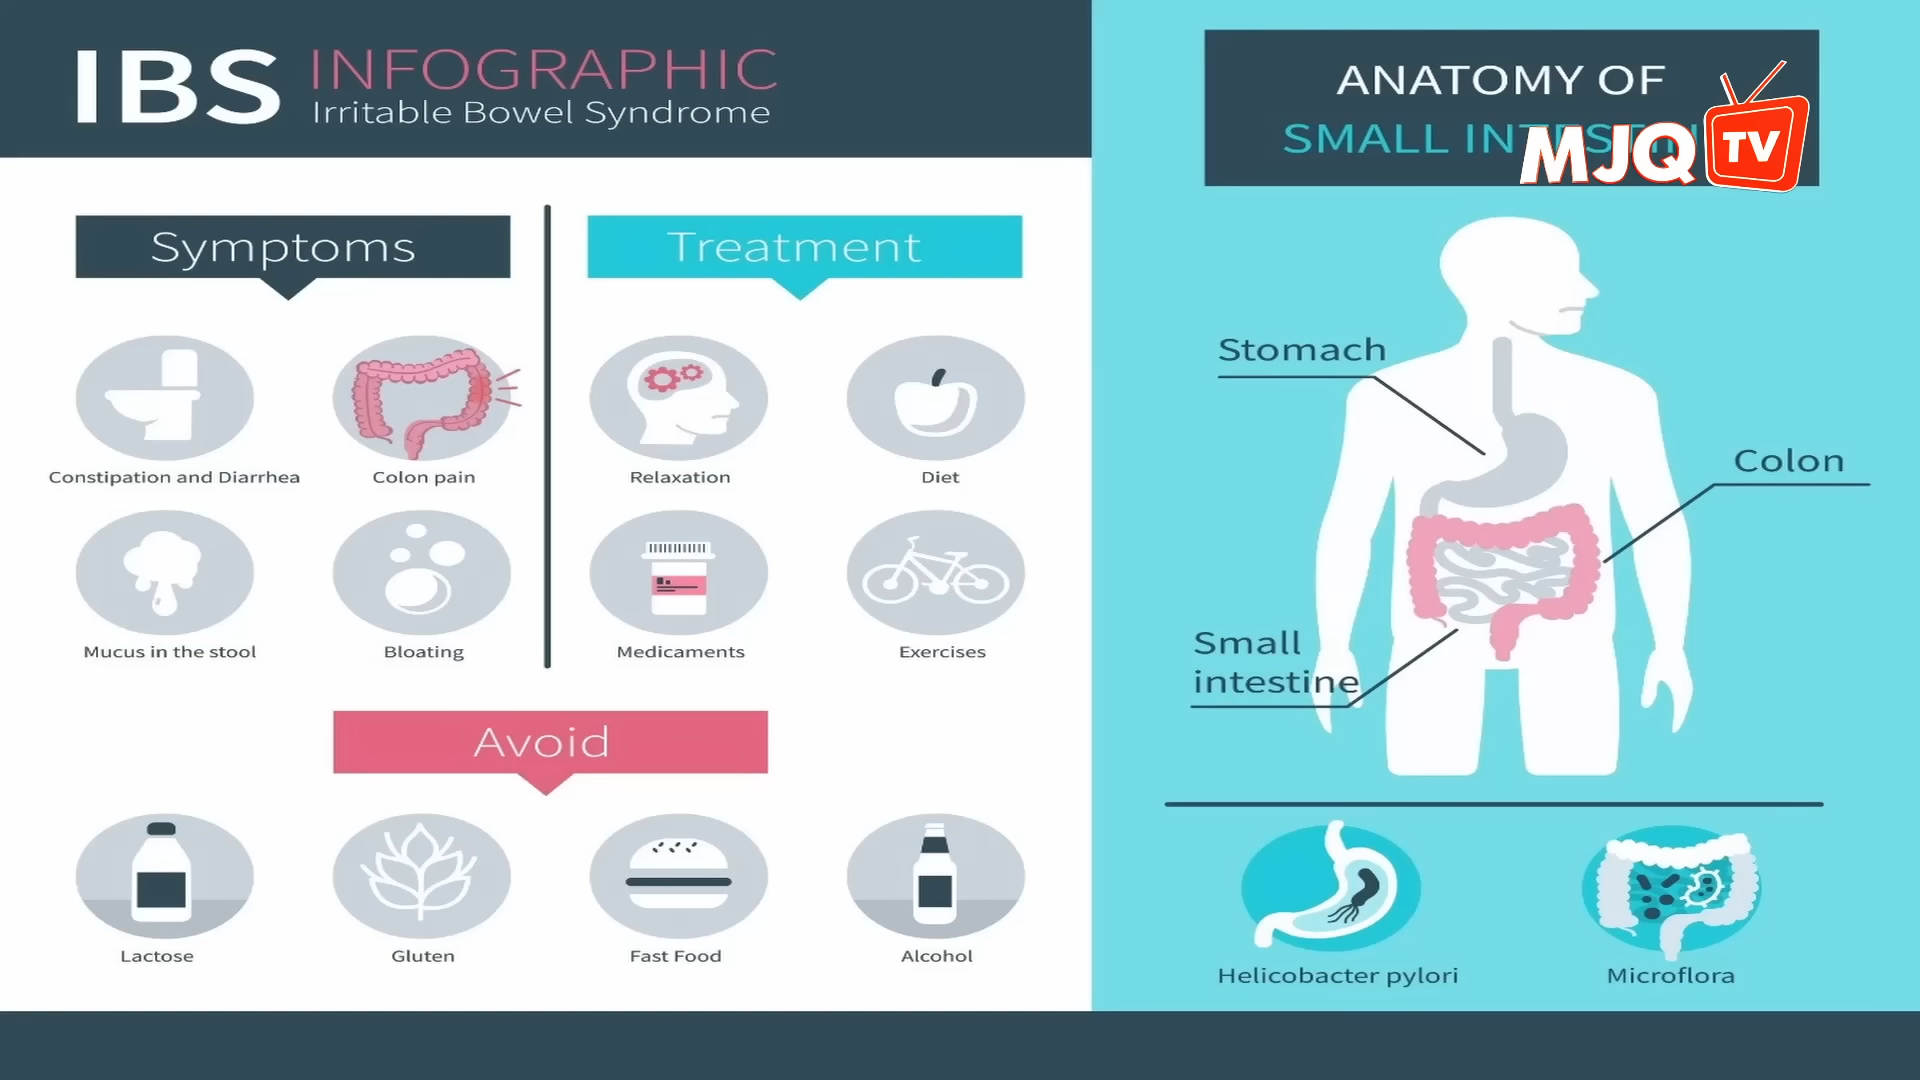 IBS INFOGRAPHIC
Irritable Bowel Syndrome
Symptoms
Constipation and Diarrhea
Colon pain
Mucus in the stool
Bloating
Treatment
Relaxation
Diet
Medicaments
Exercises
Avoid
Lactose
Gluten
Fast Food
Alcohol
ANATOMY OF
SMALL
MJQ TV
Stomach
Colon
Small
intestine
Helicobacter pylori
Microflora